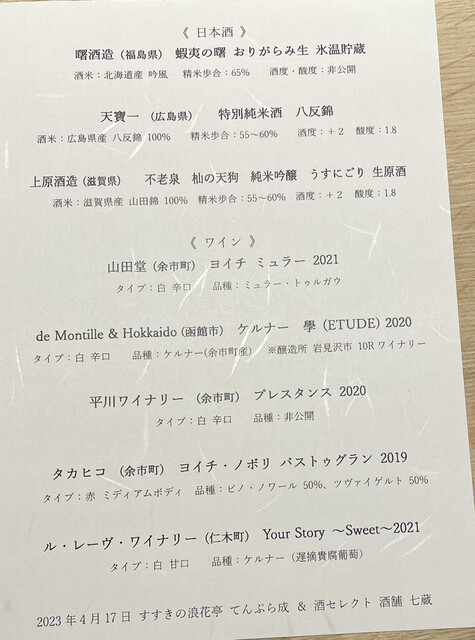 《 日本酒 》
曙酒造（福島県） 蝦夷の曙 おりがらみ生 氷温貯蔵
酒米：北海道産 吟風　精米歩合：65%　酒度・酸度：非公開
天寶一 （広島県）　特別純米酒　八反錦
酒米：広島県産 八反錦 100%　精米歩合：55～60%　酒度：＋2　酸度：1.8
上原酒造（滋賀県）　不老泉　杣の天狗　純米吟醸　うすにごり 生原酒
酒米：滋賀県産 山田錦 100%　精米歩合：55～60%　酒度：＋2　酸度：1.8
《 ワイン 》
山田堂（余市町）　ヨイチ ミュラー 2021
タイプ：白 辛口　品種：ミュラー・トゥルガウ
de Montille & Hokkaido (函館市)　ケルナー　學 (ETUDE) 2020
タイプ：白 辛口　品種：ケルナー(余市町産)　※醸造所 岩見沢市 10R ワイナリー
平川ワイナリー （余市町）　プレスタンス 2020
タイプ：白 辛口　品種：非公開
タカヒコ （余市町）　ヨイチ・ノボリ パストゥグラン 2019
タイプ：赤 ミディアムボディ　品種：ピノ・ノワール 50%、ツヴァイゲルト 50%
ル・レーヴ・ワイナリー（仁木町）　Your Story ～Sweet～2021
タイプ：白 甘口　品種：ケルナー（遅摘貴腐葡萄）
2023 年 4 月 17 日 すすきの浪花亭 てんぷら成 ＆ 酒セレクト 酒舗 七蔵